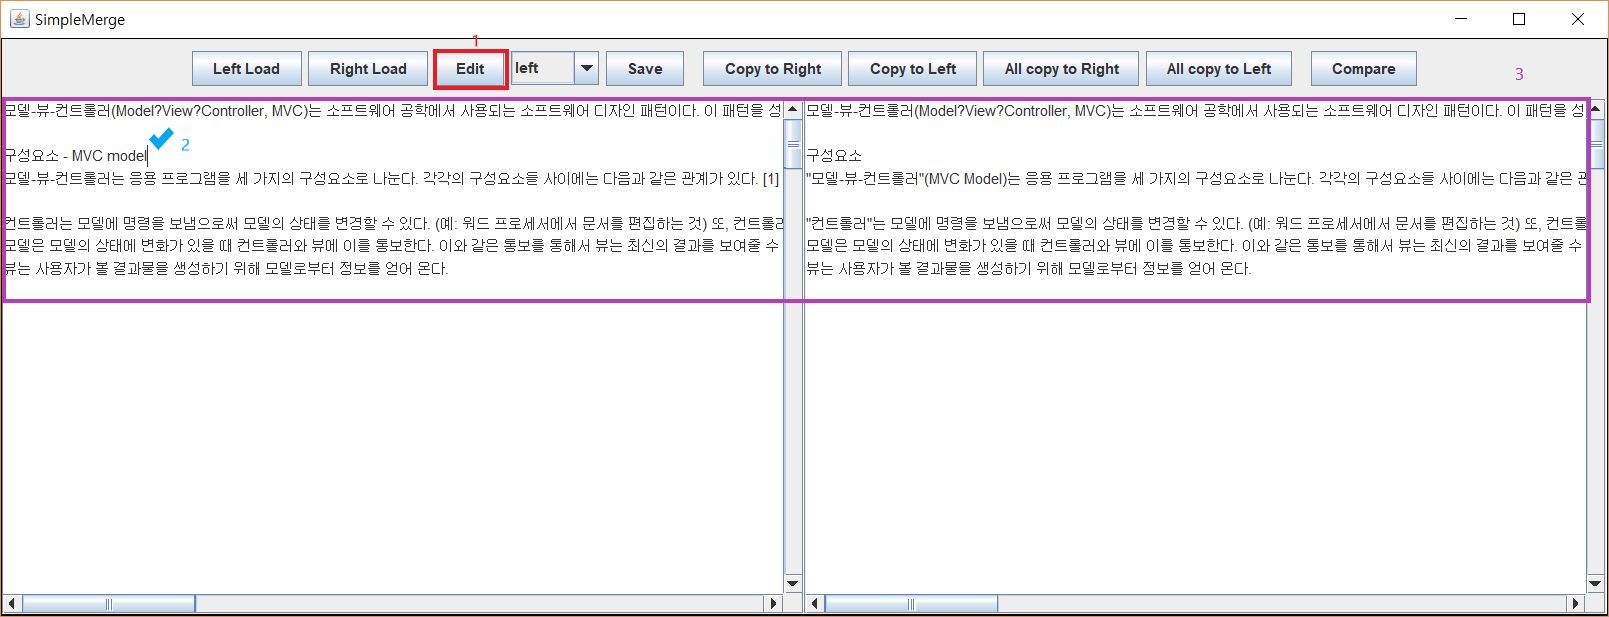 SimpleMerge
1
Left Load Right Load Edit left Save Copy to Right Copy to Left All copy to Right All copy to Left Compare
3
모델-뷰-컨트롤러(Model?View?Controller, MVC)는 소프트웨어 공학에서 사용되는 소프트웨어 디자인 패턴이다. 이 패턴을 성
2
구성요소 - MVC model
모델-뷰-컨트롤러는 응용 프로그램을 세 가지의 구성요소로 나눈다. 각각의 구성요소들 사이에는 다음과 같은 관계가 있다. [1]
컨트롤러는 모델에 명령을 보냄으로써 모델의 상태를 변경할 수 있다. (예: 워드 프로세서에서 문서를 편집하는 것) 또, 컨트롤러
모델은 모델의 상태에 변화가 있을 때 컨트롤러와 뷰에 이를 통보한다. 이와 같은 통보를 통해서 뷰는 최신의 결과를 보여줄 수
뷰는 사용자가 볼 결과물을 생성하기 위해 모델로부터 정보를 얻어 온다.
모델-뷰-컨트롤러(Model?View?Controller, MVC)는 소프트웨어 공학에서 사용되는 소프트웨어 디자인 패턴이다. 이 패턴을 성
구성요소
"모델-뷰-컨트롤러"(MVC Model)는 응용 프로그램을 세 가지의 구성요소로 나눈다. 각각의 구성요소들 사이에는 다음과 같은
"컨트롤러"는 모델에 명령을 보냄으로써 모델의 상태를 변경할 수 있다. (예: 워드 프로세서에서 문서를 편집하는 것) 또, 컨트롤
모델은 모델의 상태에 변화가 있을 때 컨트롤러와 뷰에 이를 통보한다. 이와 같은 통보를 통해서 뷰는 최신의 결과를 보여줄 수
뷰는 사용자가 볼 결과물을 생성하기 위해 모델로부터 정보를 얻어 온다.